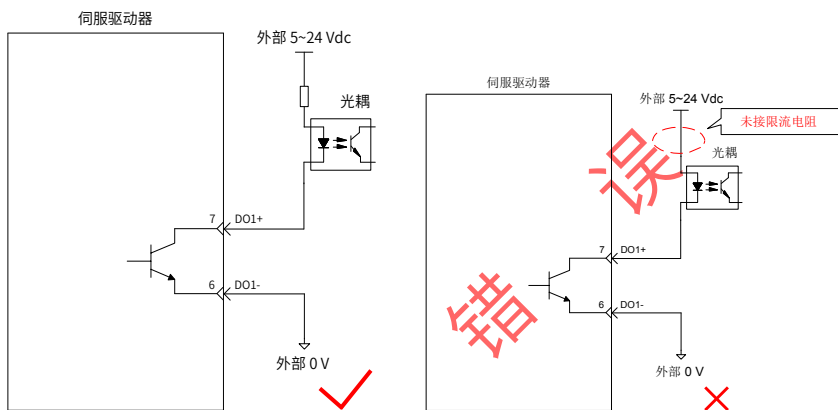 伺服驱动器
外部 5~24 Vdc
光耦
7
DO1+
6
DO1-
外部 0 V
伺服驱动器
外部 5~24 Vdc
未接限流电阻
光耦
7
DO1+
6
DO1-
外部 0 V
错误